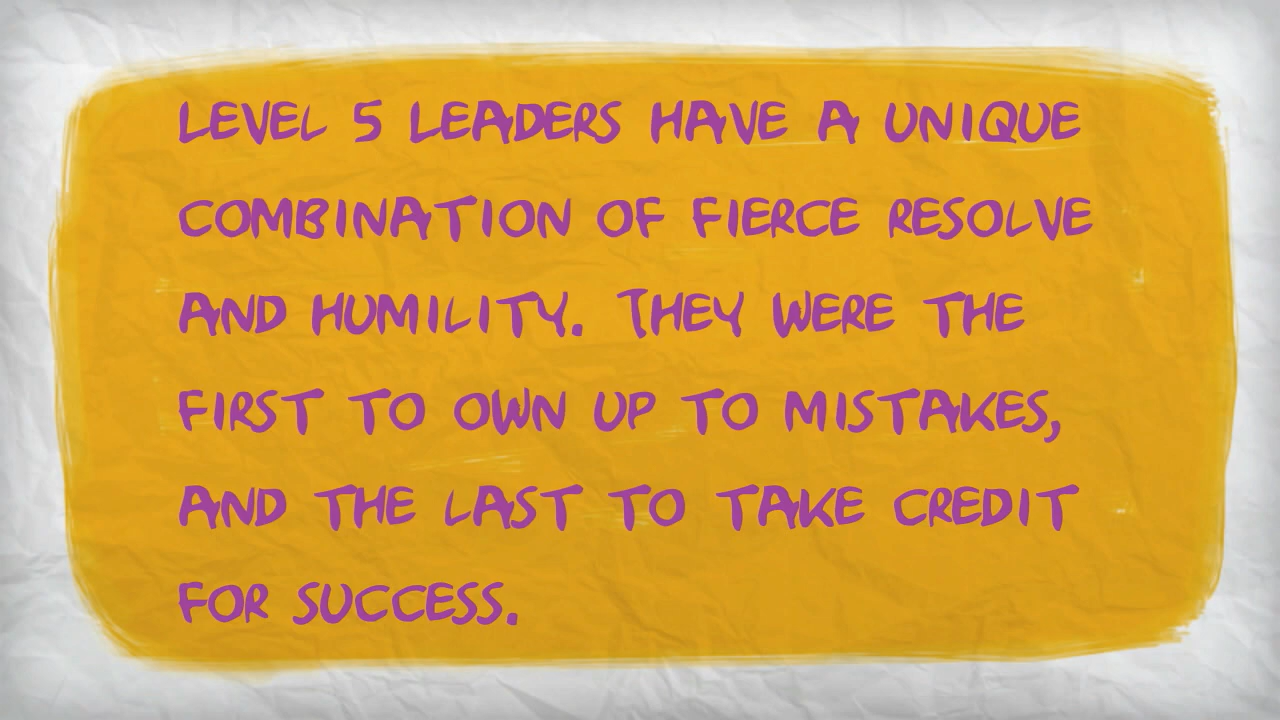 LEVEL 5 LEADERS HAVE A UNIQUE
COMBINATION OF FIERCE RESOLVE
AND HUMILITY. THEY WERE THE
FIRST TO OWN UP TO MISTAKES,
AND THE LAST TO TAKE CREDIT
FOR SUCCESS.